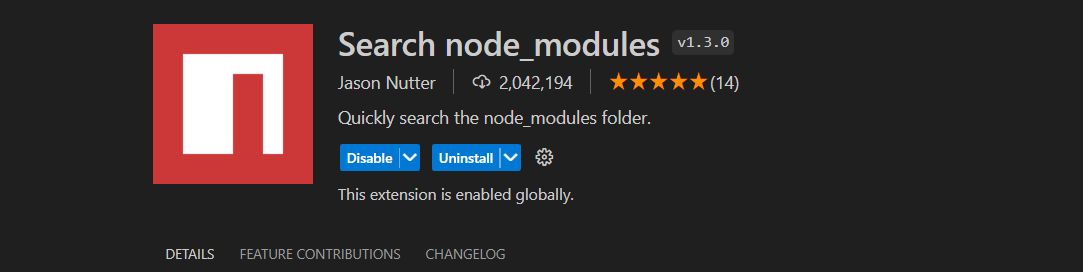 Search node_modules v1.3.0
Jason Nutter 2,042,194 ★★★★★(14)
Quickly search the node_modules folder.
Disable Uninstall
This extension is enabled globally.
DETAILS FEATURE CONTRIBUTIONS CHANGELOG